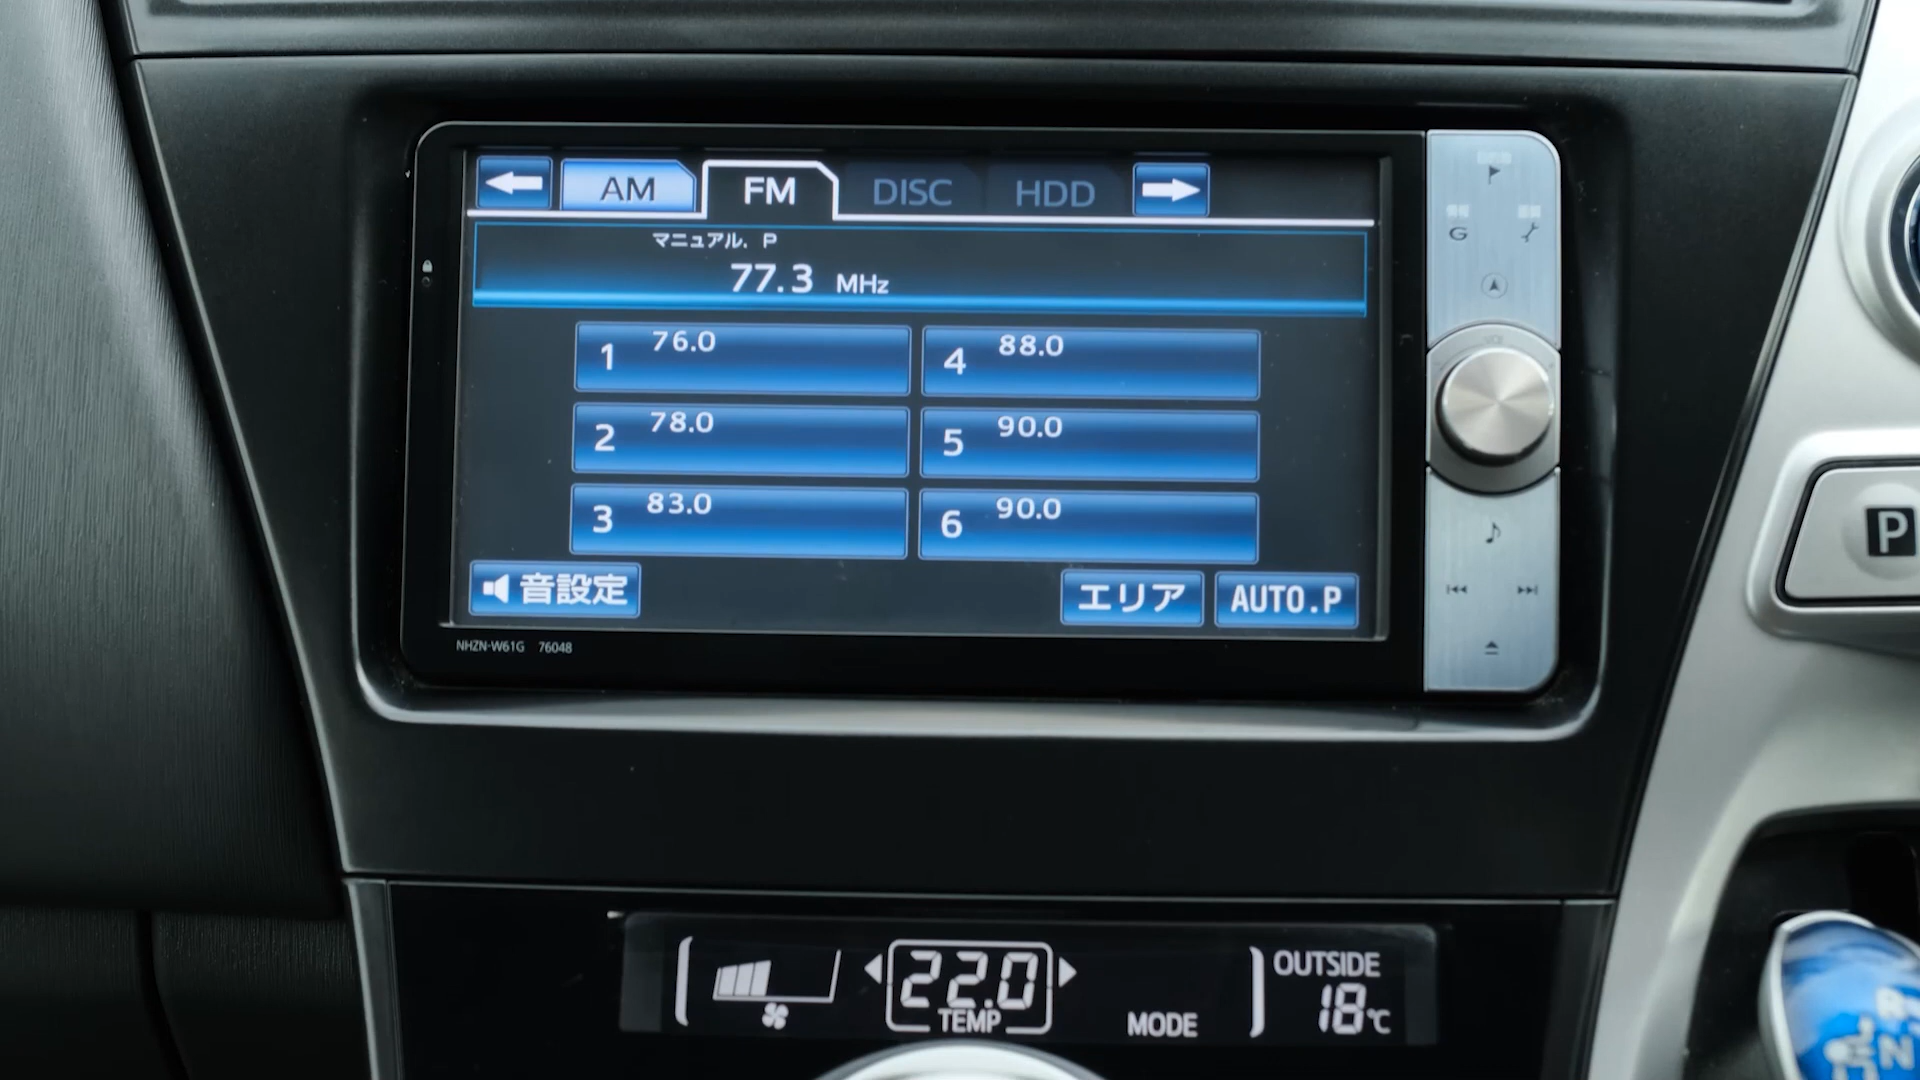 AM FM DISC HDD
マニュアル. P
77.3 MHz
1 76.0
4 88.0
2 78.0
5 90.0
3 83.0
6 90.0
音設定 エリア AUTO.P
NHZN-W61G 76048
G
P
22.0
TEMP
MODE
OUTSIDE
18℃
R
N